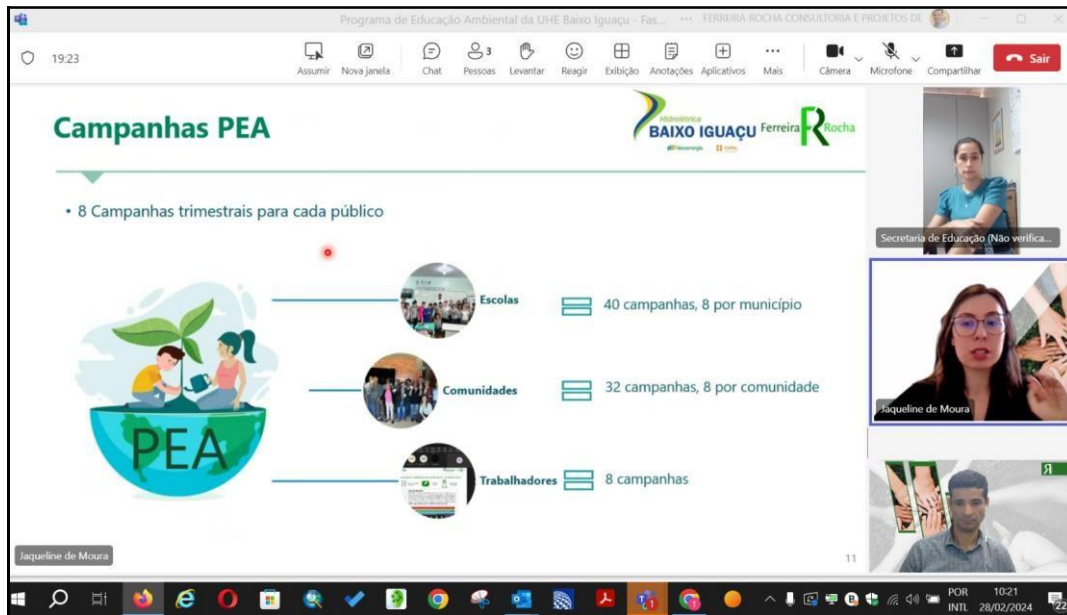 Programa de Educação Ambiental da UHE Baixo Iguaçu - Fas... ··· FERREIRA ROCHA CONSULTORIA E PROJETOS DE
19:23
Assumir Nova janela Chat 3 Pessoas Levantar Reagir Exibição Anotações Aplicativos Mais Câmera Microfone Compartilhar Sair
Campanhas PEA
Hidrelétrica
BAIXO IGUAÇU
Ferreira FR Rocha
• 8 Campanhas trimestrais para cada público
Escolas
40 campanhas, 8 por município
Comunidades
32 campanhas, 8 por comunidade
Trabalhadores
8 campanhas
PEA
Jaqueline de Moura
11
Secretaria de Educação (Não verifica...
Jaqueline de Moura
POR
INTL
10:21
28/02/2024
22